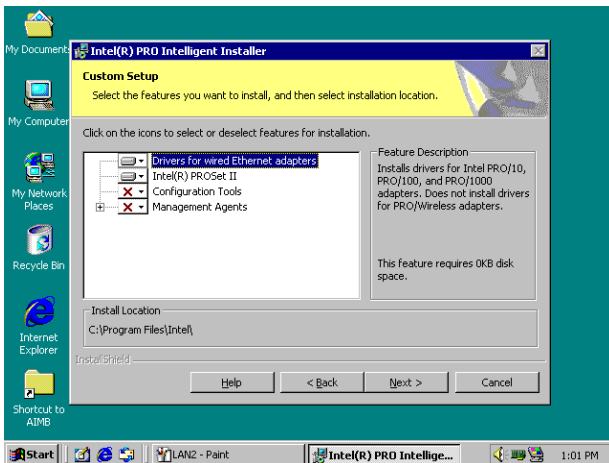 My Documents
My Computer
My Network
Places
Recycle Bin
Internet
Explorer
Shortcut to
AIMB
Intel(R) PRO Intelligent Installer
Custom Setup
Select the features you want to install, and then select installation location.
Click on the icons to select or deselect features for installation.
Drivers for wired Ethernet adapters
Intel(R) PROSet II
Configuration Tools
Management Agents
Feature Description
Installs drivers for Intel PRO/10,
PRO/100, and PRO/1000
adapters. Does not install drivers
for PRO/Wireless adapters.
This feature requires 0KB disk
space.
Install Location
C:\Program Files\Intel\
InstallShield
Help
< Back
Next >
Cancel
Start
LAN2 - Paint
Intel(R) PRO Intellige...
1:01 PM